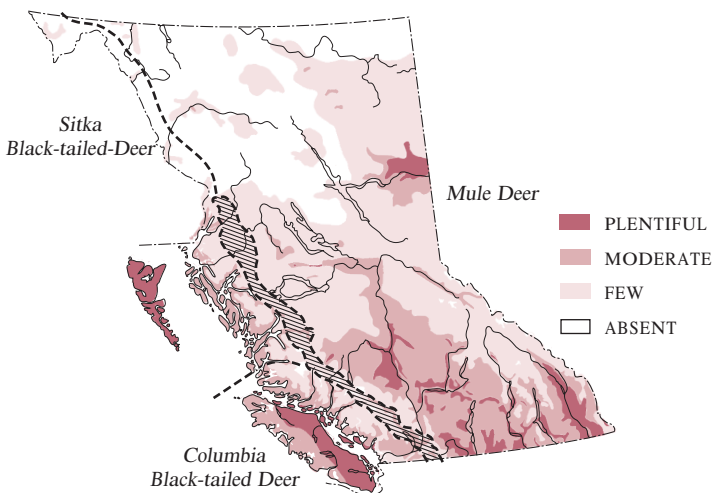 Sitka
Black-tailed-Deer
Mule Deer
PLENTIFUL
MODERATE
FEW
ABSENT
Columbia
Black-tailed Deer